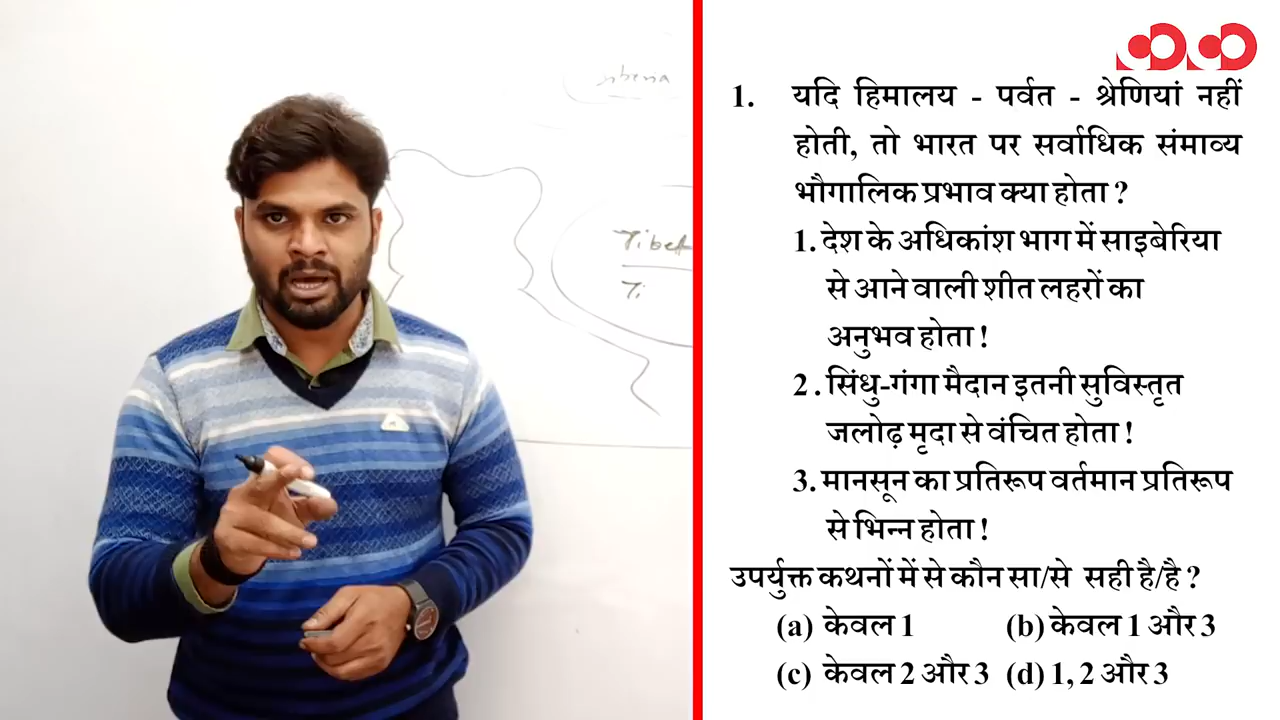 Tibet
1. यदि हिमालय - पर्वत - श्रेणियां नहीं
होती, तो भारत पर सर्वाधिक संमाव्य
भौगालिक प्रभाव क्या होता ?
1. देश के अधिकांश भाग में साइबेरिया
से आने वाली शीत लहरों का
अनुभव होता !
2 . सिंधु-गंगा मैदान इतनी सुविस्तृत
जलोढ़ मृदा से वंचित होता !
3. मानसून का प्रतिरूप वर्तमान प्रतिरूप
से भिन्न होता !
उपर्युक्त कथनों में से कौन सा/से सही है/है ?
(a) केवल 1 (b) केवल 1 और 3
(c) केवल 2 और 3 (d) 1, 2 और 3